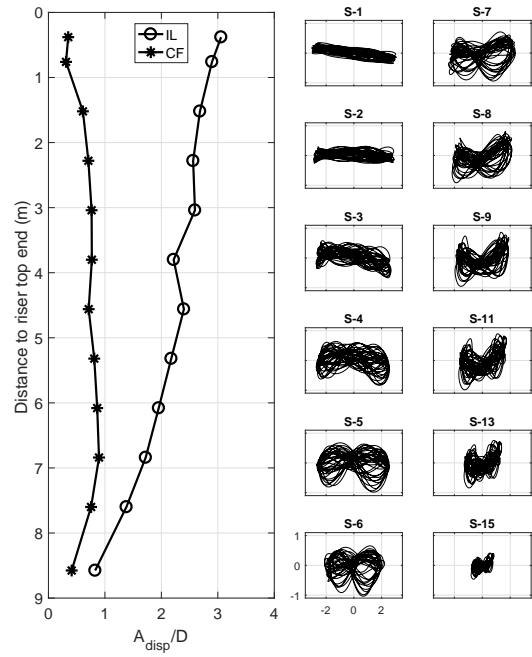 0
1
2
3
4
5
6
7
8
9
Distance to riser top end (m)
IL
CF
0 1 2 3 4
A_disp/D
S-1
S-7
S-2
S-8
S-3
S-9
S-4
S-11
S-5
S-13
S-6
S-15
1
0
-1
-2 0 2